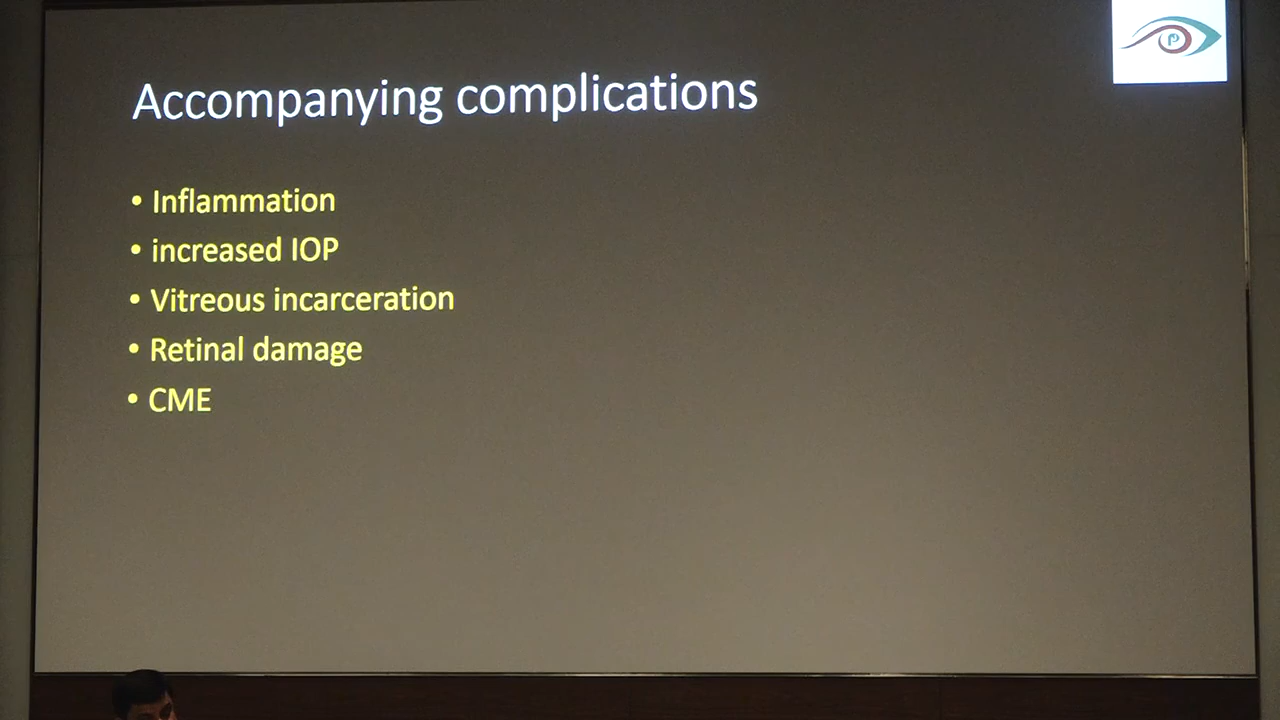 Accompanying complications
• Inflammation
• increased IOP
• Vitreous incarceration
• Retinal damage
• CME